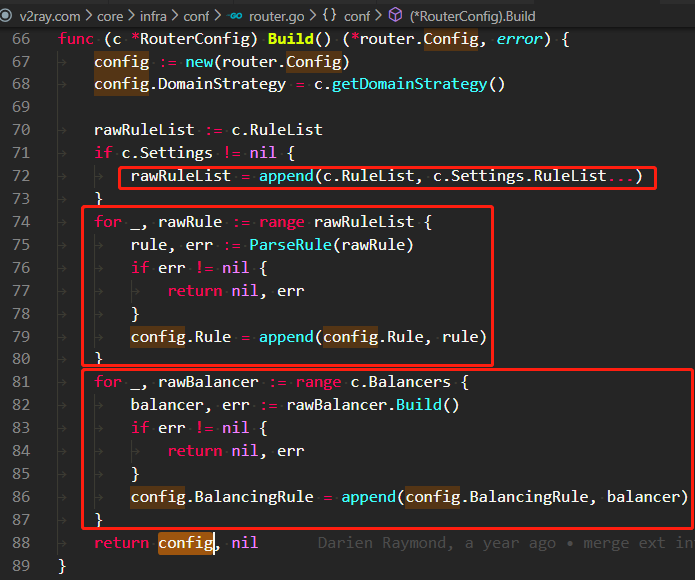 v2ray.com > core > infra > conf > router.go > {} conf > (*RouterConfig).Build
66 func (c *RouterConfig) Build() (*router.Config, error) {
67 config := new(router.Config)
68 config.DomainStrategy = c.getDomainStrategy()
69
70 rawRuleList := c.RuleList
71 if c.Settings != nil {
72 rawRuleList = append(c.RuleList, c.Settings.RuleList...)
73 }
74 for _, rawRule := range rawRuleList {
75 rule, err := ParseRule(rawRule)
76 if err != nil {
77 return nil, err
78 }
79 config.Rule = append(config.Rule, rule)
80 }
81 for _, rawBalancer := range c.Balancers {
82 balancer, err := rawBalancer.Build()
83 if err != nil {
84 return nil, err
85 }
86 config.BalancingRule = append(config.BalancingRule, balancer)
87 }
88 return config, nil Darien Raymond, a year ago • merge ext in
89 }